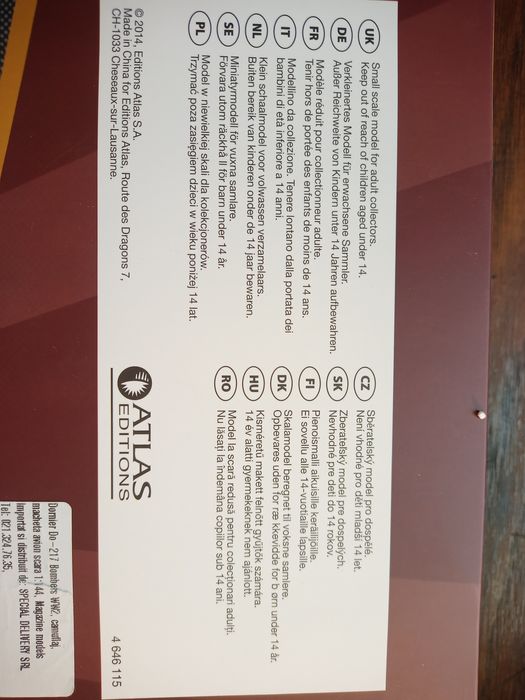 UK Small scale model for adult collectors.
Keep out of reach of children aged under 14.
DE Verkleinertes Modell für erwachsene Sammler.
Außer Reichweite von Kindern unter 14 Jahren aufbewahren.
FR Modèle réduit pour collectionneur adulte.
Tenir hors de portée des enfants de moins de 14 ans.
IT Modellino da collezione. Tenere lontano dalla portata dei
bambini di età inferiore a 14 anni.
NL Klein schaalmodel voor volwassen verzamelaars.
Buiten bereik van kinderen onder de 14 jaar bewaren.
SE Miniatyrmodell för vuxna samlare.
Förvara utom räckhå ll för barn under 14 år.
PL Model w niewielkiej skali dla kolekcjonerów.
Trzymać poza zasięgiem dzieci w wieku poniżej 14 lat.
© 2014, Editions Atlas S.A.
Made in China for Editions Atlas, Route des Dragons 7,
CH-1033 Cheseaux-sur-Lausanne.
CZ Sběratelský model pro dospělé.
Není vhodné pro děti mladší 14 let.
SK Zberateľský model pre dospelých.
Nevhodné pre deti do 14 rokov.
FI Pienoismalli aikuisille keräilijöille.
Ei sovellu alle 14-vuotiaille lapsille.
DK Skalamodel beregnet til voksne samlere.
Opbevares uden for ræ kkevidde for b ørn under 14 år.
HU Kisméretű makett felnőtt gyűjtők számára.
14 év alatti gyermekeknek nem ajánlott.
RO Model la scară redusă pentru colecționari adulți.
Nu lăsați la îndemâna copiilor sub 14 ani.
ATLAS
EDITIONS
4 646 115
Dornier Do - 217 Bombers WW2, camuflaj,
macheta avion scara 1:144, Magazine models
Importat si distribuit de: SPECIAL DELIVERY SRL
Tel: 021.324.76.35,